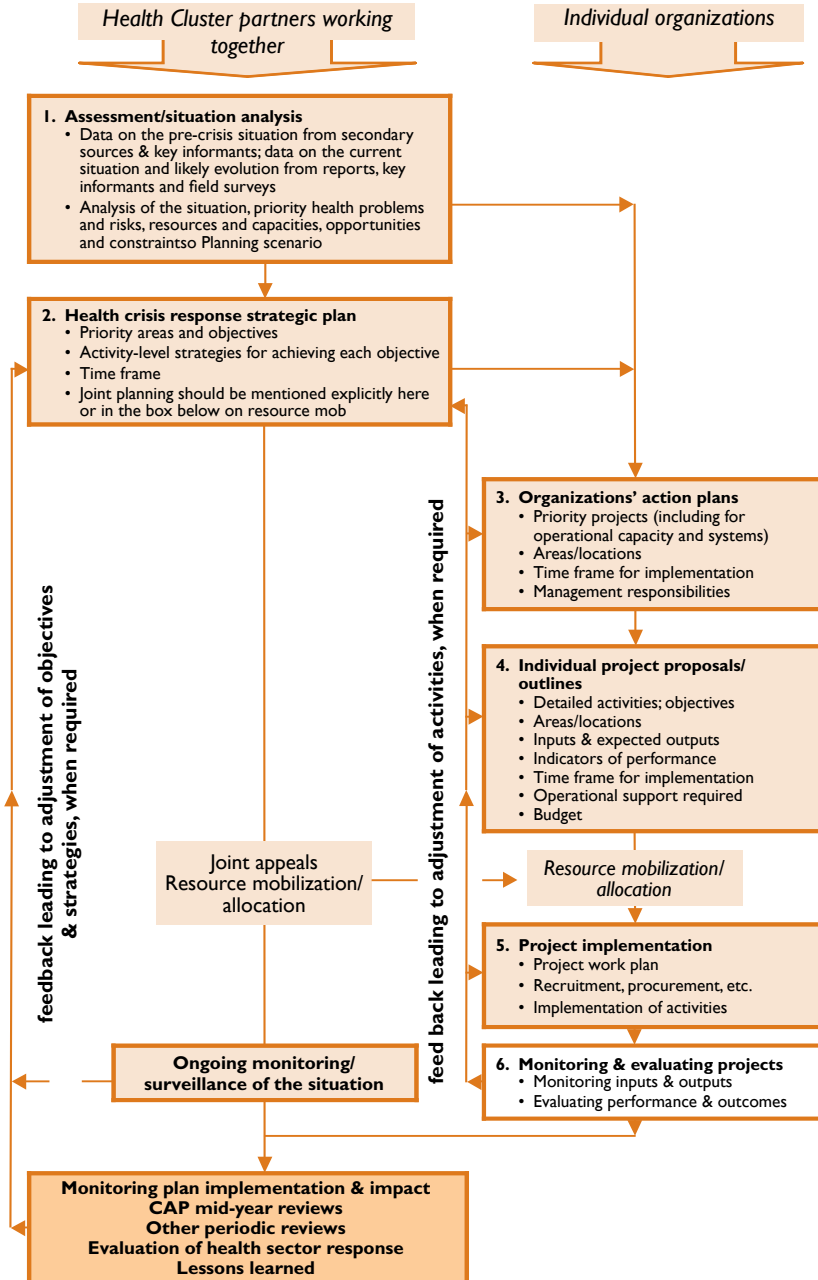 Health Cluster partners working
together
Individual organizations
1. Assessment/situation analysis
• Data on the pre-crisis situation from secondary
sources & key informants; data on the current
situation and likely evolution from reports, key
informants and field surveys
• Analysis of the situation, priority health problems
and risks, resources and capacities, opportunities
and constraintso Planning scenario
2. Health crisis response strategic plan
• Priority areas and objectives
• Activity-level strategies for achieving each objective
• Time frame
• Joint planning should be mentioned explicitly here
or in the box below on resource mob
3. Organizations’ action plans
• Priority projects (including for
operational capacity and systems)
• Areas/locations
• Time frame for implementation
• Management responsibilities
4. Individual project proposals/
outlines
• Detailed activities; objectives
• Areas/locations
• Inputs & expected outputs
• Indicators of performance
• Time frame for implementation
• Operational support required
• Budget
feedback leading to adjustment of objectives
& strategies, when required
feed back leading to adjustment of activities, when required
Joint appeals
Resource mobilization/
allocation
Resource mobilization/
allocation
5. Project implementation
• Project work plan
• Recruitment, procurement, etc.
• Implementation of activities
Ongoing monitoring/
surveillance of the situation
6. Monitoring & evaluating projects
• Monitoring inputs & outputs
• Evaluating performance & outcomes
Monitoring plan implementation & impact
CAP mid-year reviews
Other periodic reviews
Evaluation of health sector response
Lessons learned